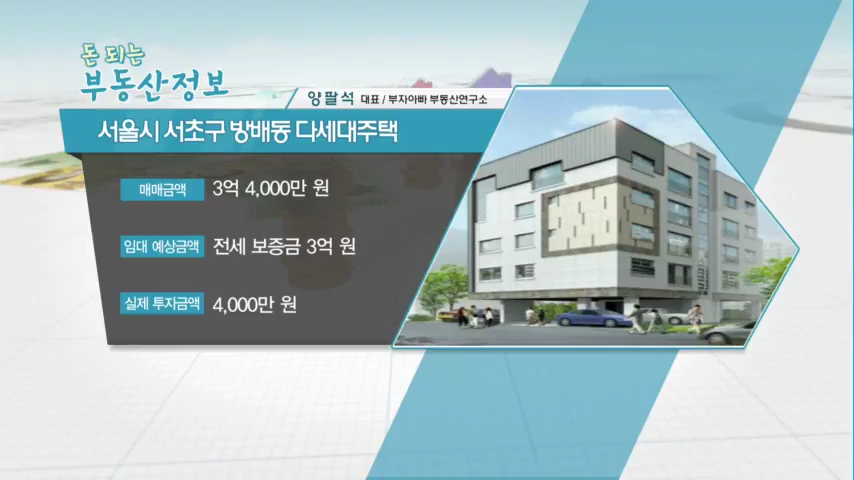 돈 되는
부동산정보
양팔석 대표 / 부자아빠 부동산연구소
서울시 서초구 방배동 다세대주택
매매금액 3억 4,000만 원
임대 예상금액 전세 보증금 3억 원
실제 투자금액 4,000만 원